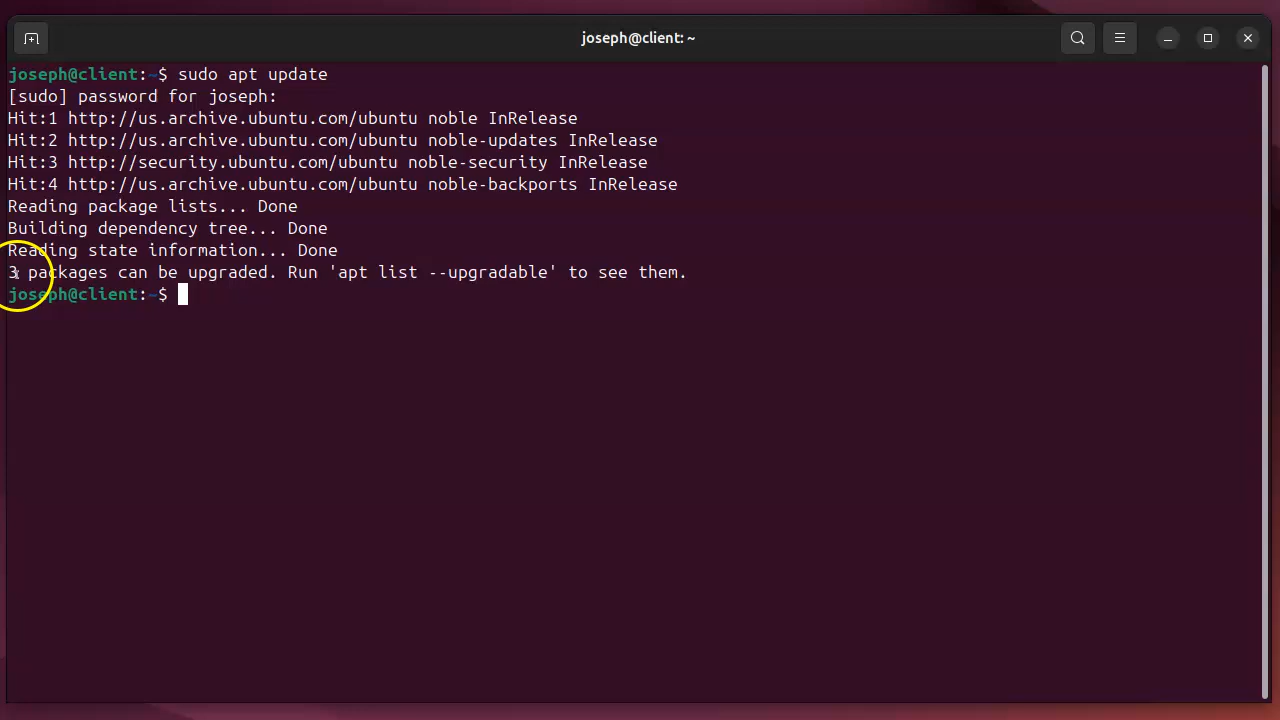 joseph@client: ~
joseph@client:~$ sudo apt update
[sudo] password for joseph:
Hit:1 http://us.archive.ubuntu.com/ubuntu noble InRelease
Hit:2 http://us.archive.ubuntu.com/ubuntu noble-updates InRelease
Hit:3 http://security.ubuntu.com/ubuntu noble-security InRelease
Hit:4 http://us.archive.ubuntu.com/ubuntu noble-backports InRelease
Reading package lists... Done
Building dependency tree... Done
Reading state information... Done
3 packages can be upgraded. Run 'apt list --upgradable' to see them.
joseph@client:~$